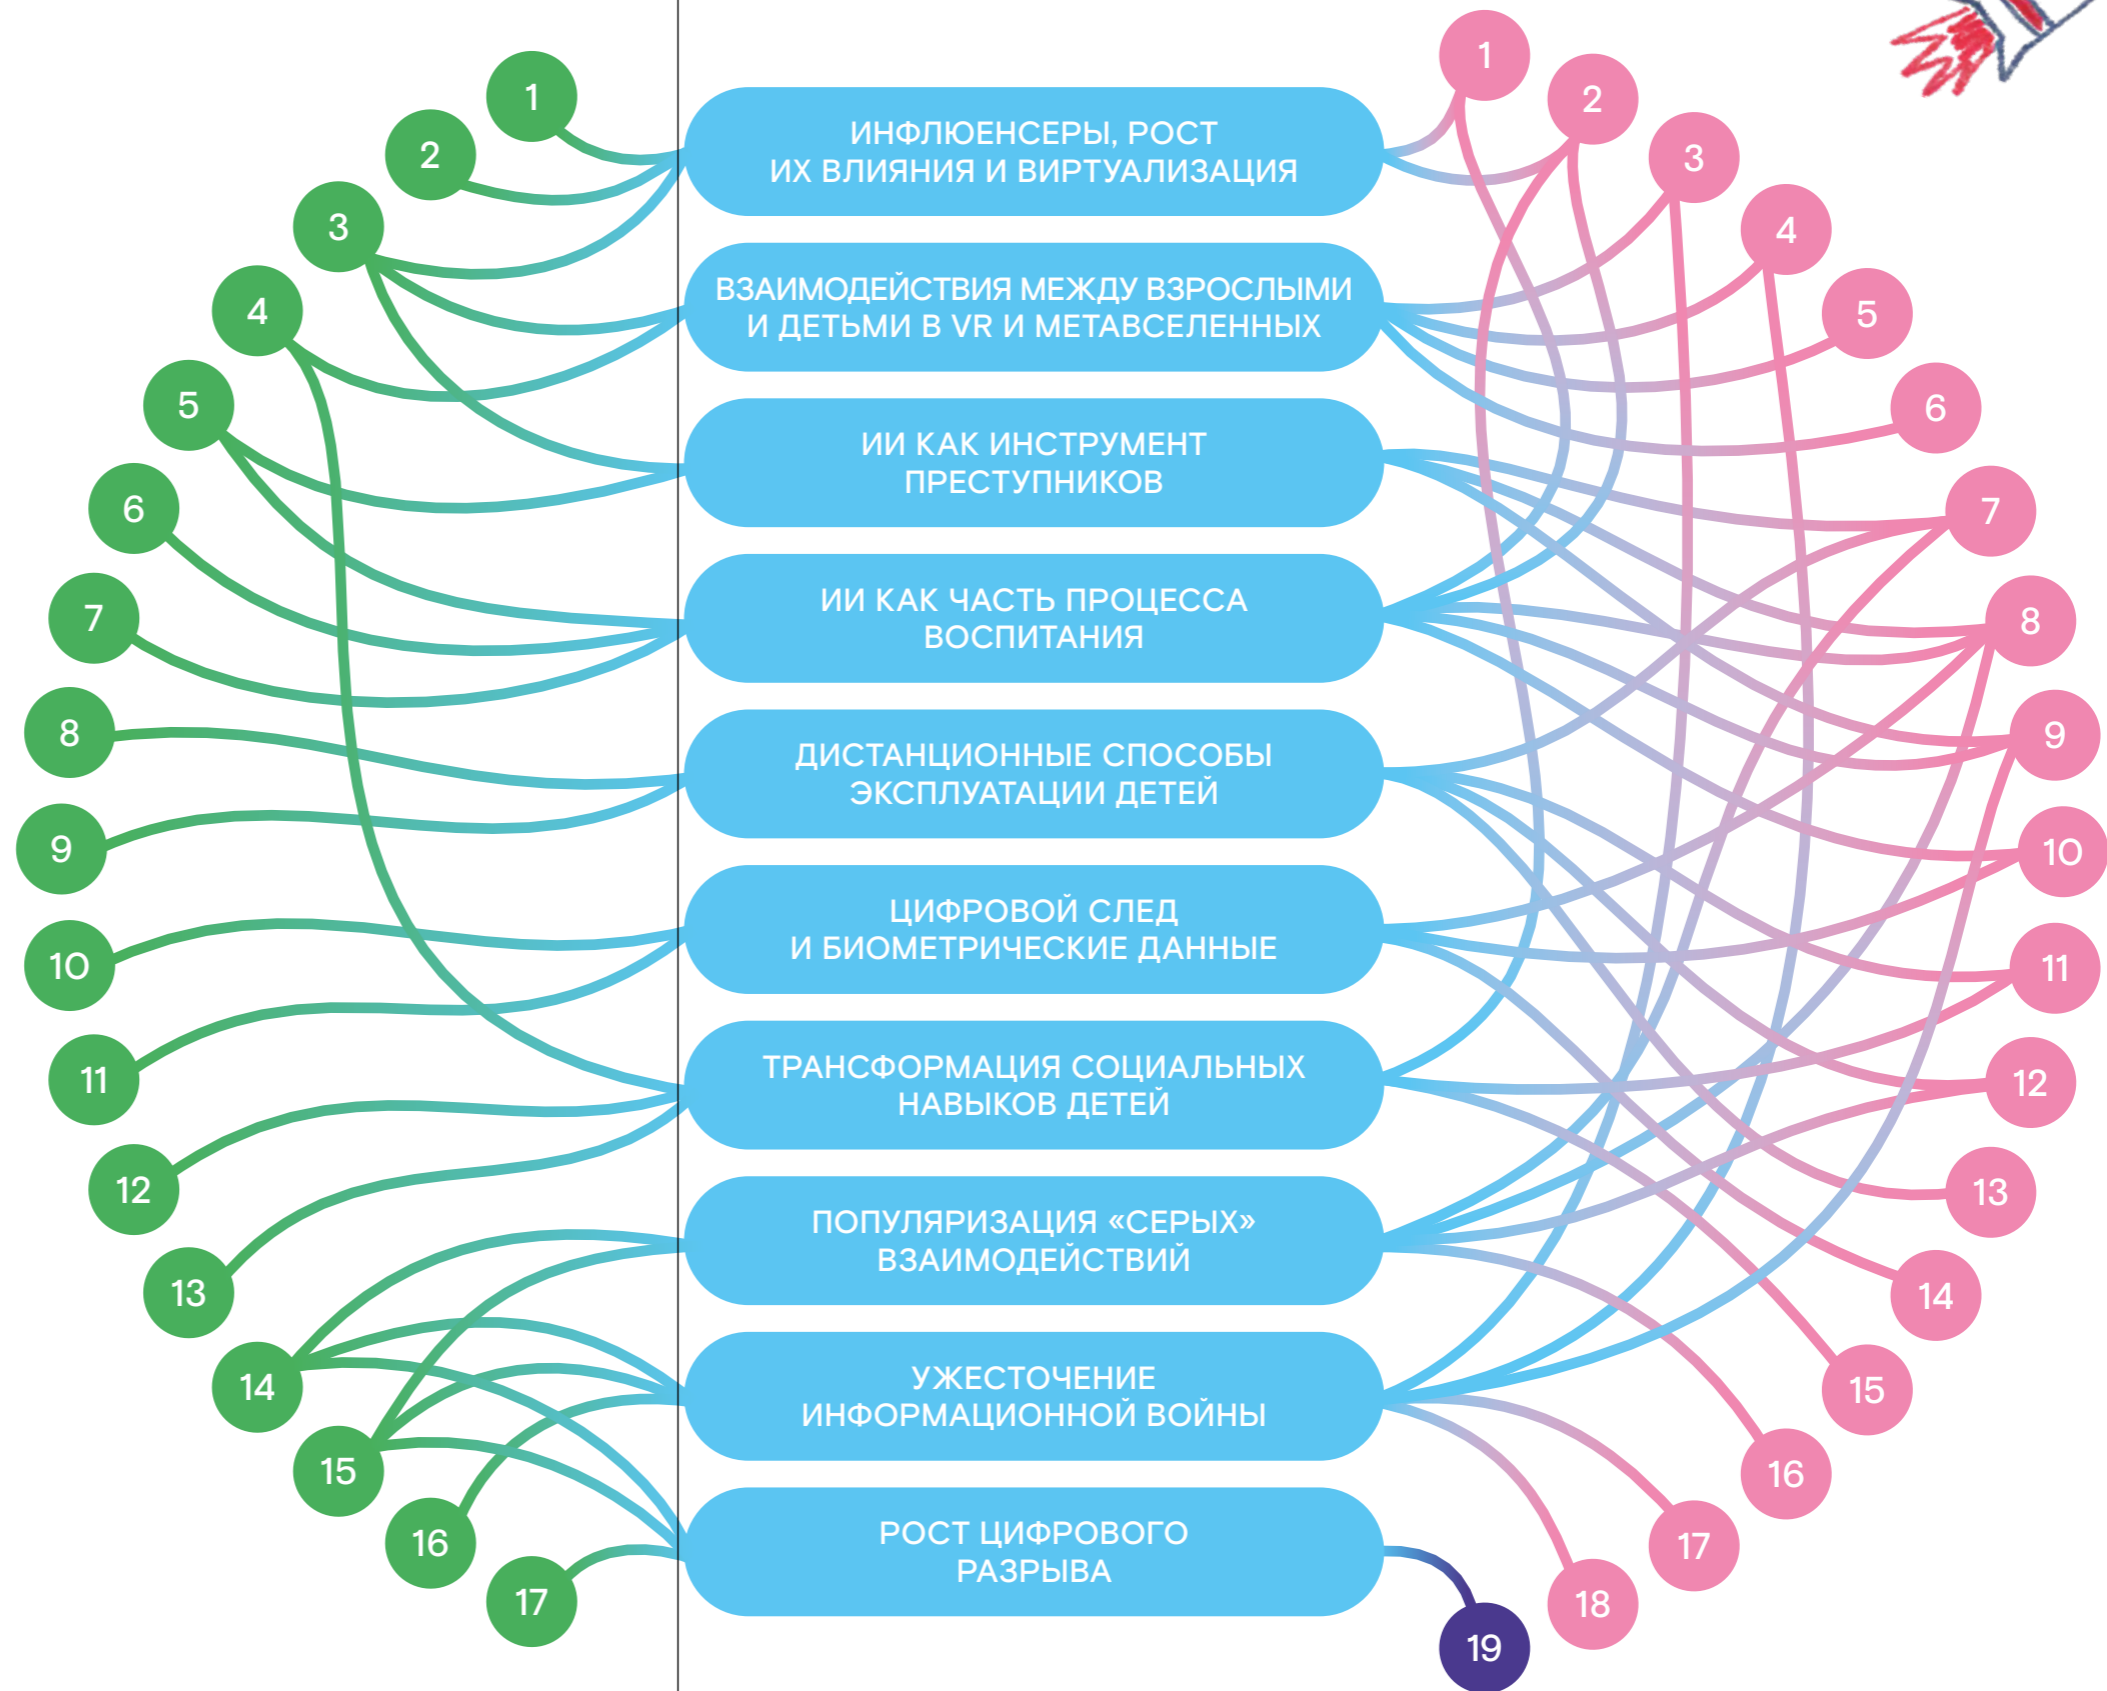 1
2
3
4
5
6
7
8
9
10
11
12
13
14
15
16
17
ИНФЛЮЕНСЕРЫ, РОСТ
ИХ ВЛИЯНИЯ И ВИРТУАЛИЗАЦИЯ
ВЗАИМОДЕЙСТВИЯ МЕЖДУ ВЗРОСЛЫМИ
И ДЕТЬМИ В VR И МЕТАВСЕЛЕННЫХ
ИИ КАК ИНСТРУМЕНТ
ПРЕСТУПНИКОВ
ИИ КАК ЧАСТЬ ПРОЦЕССА
ВОСПИТАНИЯ
ДИСТАНЦИОННЫЕ СПОСОБЫ
ЭКСПЛУАТАЦИИ ДЕТЕЙ
ЦИФРОВОЙ СЛЕД
И БИОМЕТРИЧЕСКИЕ ДАННЫЕ
ТРАНСФОРМАЦИЯ СОЦИАЛЬНЫХ
НАВЫКОВ ДЕТЕЙ
ПОПУЛЯРИЗАЦИЯ «СЕРЫХ»
ВЗАИМОДЕЙСТВИЙ
УЖЕСТОЧЕНИЕ
ИНФОРМАЦИОННОЙ ВОЙНЫ
РОСТ ЦИФРОВОГО
РАЗРЫВА
1
2
3
4
5
6
7
8
9
10
11
12
13
14
15
16
17
18
19